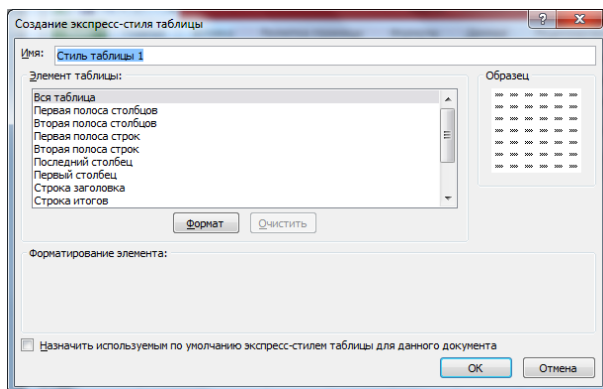 Создание экспресс-стиля таблицы
Имя: Стиль таблицы 1
Элемент таблицы:
Образец
Вся таблица
Первая полоса столбцов
Вторая полоса столбцов
Первая полоса строк
Вторая полоса строк
Последний столбец
Первый столбец
Строка заголовка
Строка итогов
Формат
Очистить
Форматирование элемента:
Назначить используемым по умолчанию экспресс-стилем таблицы для данного документа
ОК
Отмена